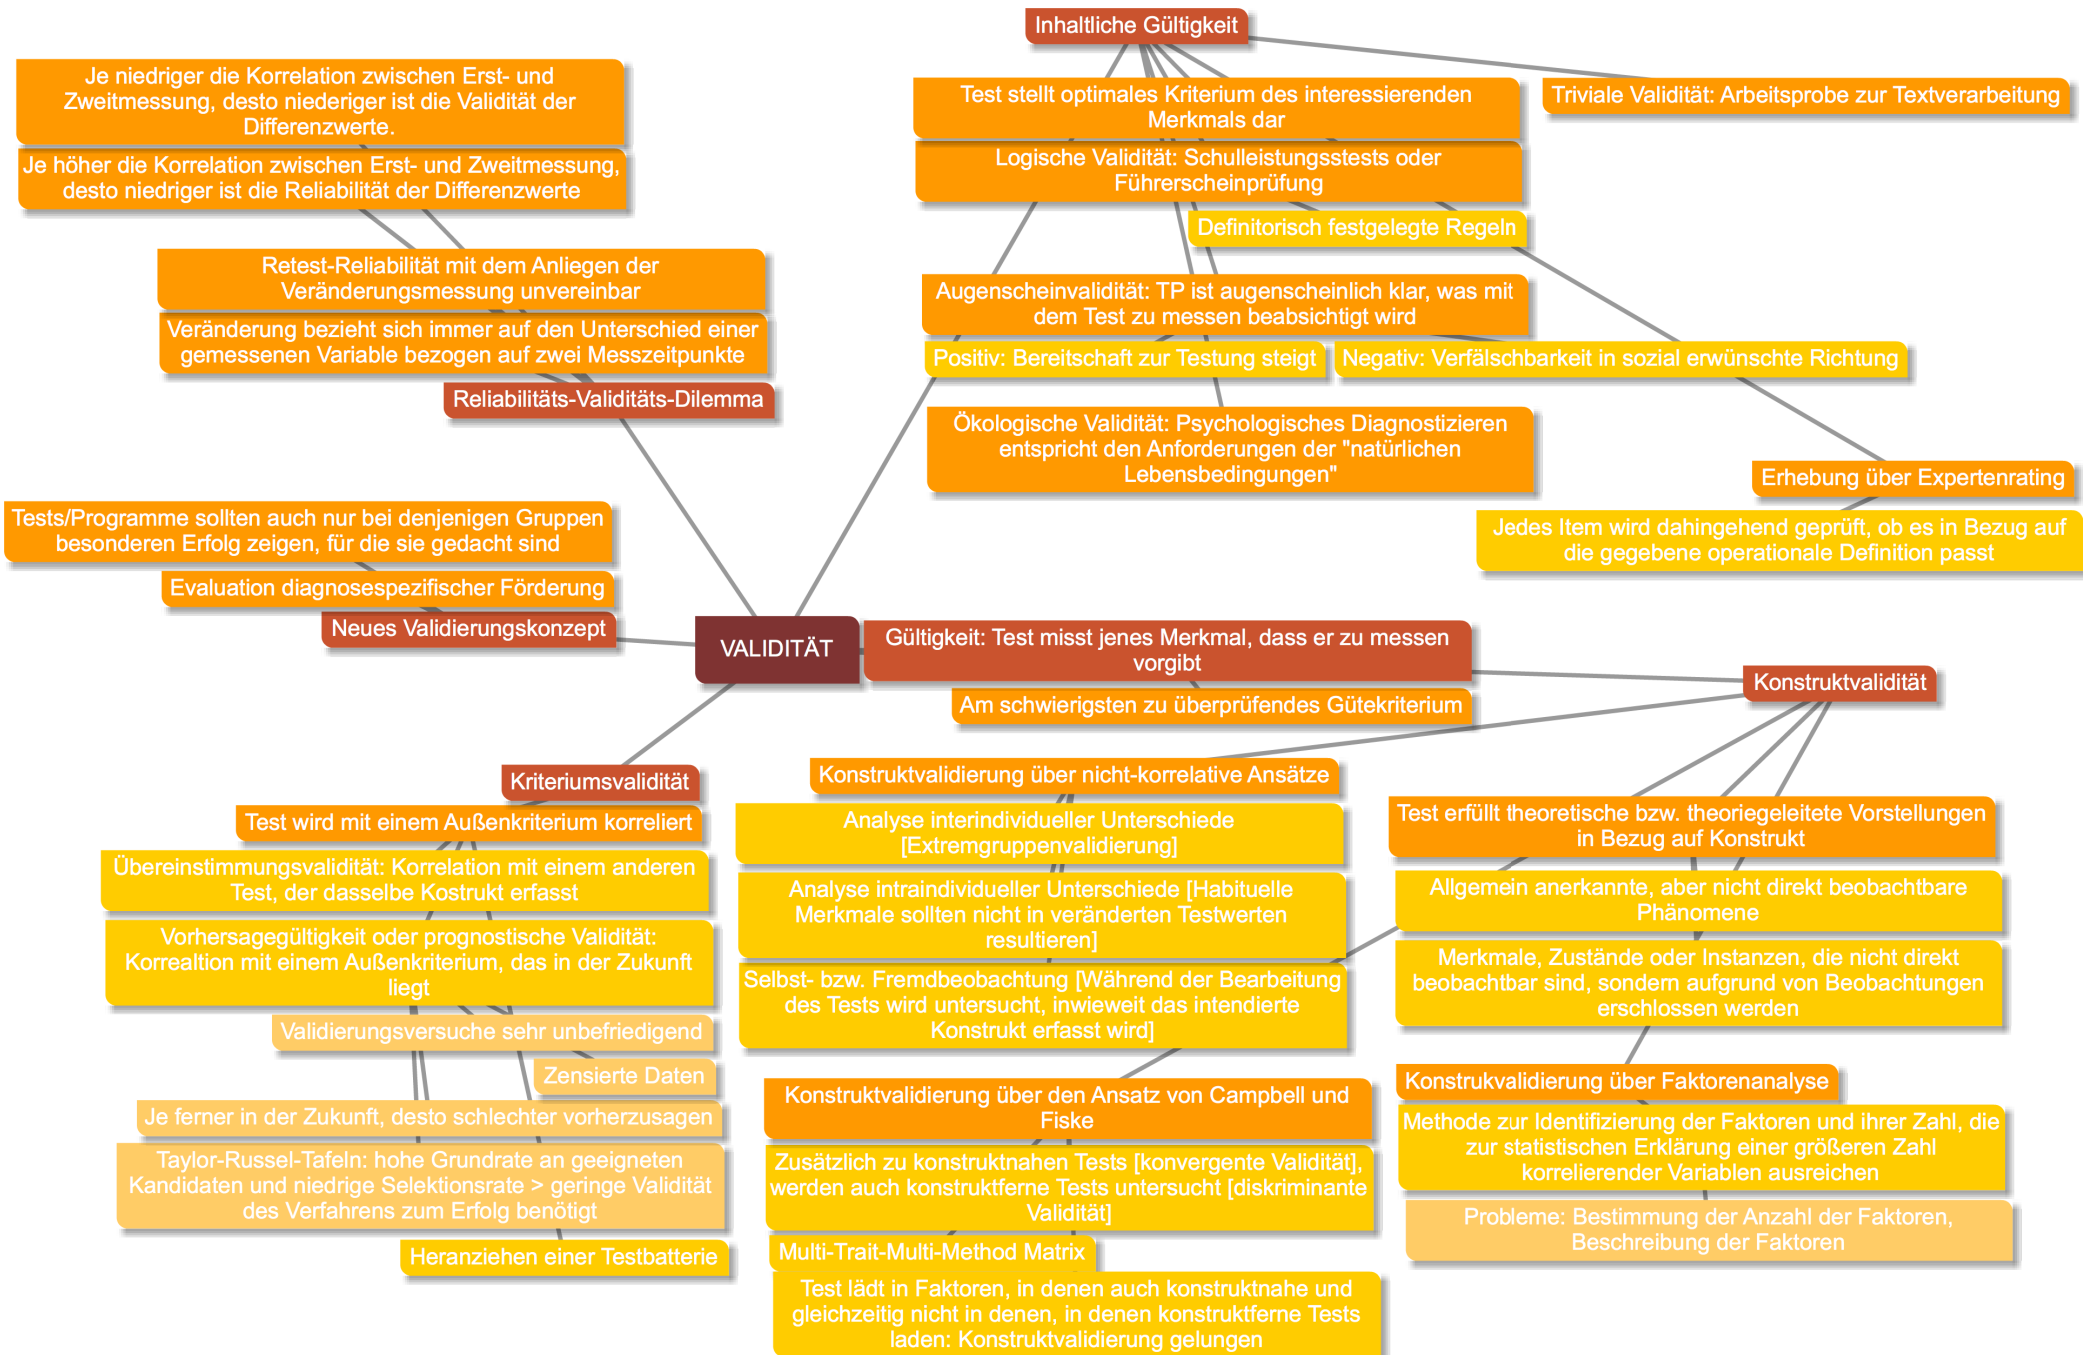 Inhaltliche Gültigkeit
Triviale Validität: Arbeitsprobe zur Textverarbeitung
Test stellt optimales Kriterium des interessierenden
Merkmals dar
Logische Validität: Schulleistungsstests oder
Führerscheinprüfung
Definitorisch festgelegte Regeln
Augenscheinvalidität: TP ist augenscheinlich klar, was mit
dem Test zu messen beabsichtigt wird
Positiv: Bereitschaft zur Testung steigt
Negativ: Verfälschbarkeit in sozial erwünschte Richtung
Ökologische Validität: Psychologisches Diagnostizieren
entspricht den Anforderungen der "natürlichen
Lebensbedingungen"
Erhebung über Expertenrating
Jedes Item wird dahingehend geprüft, ob es in Bezug auf
die gegebene operationale Definition passt
Je niedriger die Korrelation zwischen Erst- und
Zweitmessung, desto niederiger ist die Validität der
Differenzwerte.
Je höher die Korrelation zwischen Erst- und Zweitmessung,
desto niedriger ist die Reliabilität der Differenzwerte
Retest-Reliabilität mit dem Anliegen der
Veränderungsmessung unvereinbar
Veränderung bezieht sich immer auf den Unterschied einer
gemessenen Variable bezogen auf zwei Messzeitpunkte
Reliabilitäts-Validitäts-Dilemma
Tests/Programme sollten auch nur bei denjenigen Gruppen
besonderen Erfolg zeigen, für die sie gedacht sind
Evaluation diagnosespezifischer Förderung
Neues Validierungskonzept
VALIDITÄT
Gültigkeit: Test misst jenes Merkmal, dass er zu messen
vorgibt
Am schwierigsten zu überprüfendes Gütekriterium
Konstruktvalidität
Kriteriumsvalidität
Test wird mit einem Außenkriterium korreliert
Übereinstimmungsvalidität: Korrelation mit einem anderen
Test, der dasselbe Kostrukt erfasst
Vorhersagegültigkeit oder prognostische Validität:
Korrealtion mit einem Außenkriterium, das in der Zukunft
liegt
Validierungsversuche sehr unbefriedigend
Zensierte Daten
Je ferner in der Zukunft, desto schlechter vorherzusagen
Taylor-Russel-Tafeln: hohe Grundrate an geeigneten
Kandidaten und niedrige Selektionsrate > geringe Validität
des Verfahrens zum Erfolg benötigt
Heranziehen einer Testbatterie
Konstruktvalidierung über nicht-korrelative Ansätze
Analyse interindividueller Unterschiede
[Extremgruppenvalidierung]
Analyse intraindividueller Unterschiede [Habituelle
Merkmale sollten nicht in veränderten Testwerten
resultieren]
Selbst- bzw. Fremdbeobachtung [Während der Bearbeitung
des Tests wird untersucht, inwieweit das intendierte
Konstrukt erfasst wird]
Konstruktvalidierung über den Ansatz von Campbell und
Fiske
Zusätzlich zu konstruktnahen Tests [konvergente Validität],
werden auch konstruktferne Tests untersucht [diskriminante
Validität]
Multi-Trait-Multi-Method Matrix
Test lädt in Faktoren, in denen auch konstruktnahe und
gleichzeitig nicht in denen, in denen konstruktferne Tests
laden: Konstruktvalidierung gelungen
Test erfüllt theoretische bzw. theoriegeleitete Vorstellungen
in Bezug auf Konstrukt
Allgemein anerkannte, aber nicht direkt beobachtbare
Phänomene
Merkmale, Zustände oder Instanzen, die nicht direkt
beobachtbar sind, sondern aufgrund von Beobachtungen
erschlossen werden
Konstrukvalidierung über Faktorenanalyse
Methode zur Identifizierung der Faktoren und ihrer Zahl, die
zur statistischen Erklärung einer größeren Zahl
korrelierender Variablen ausreichen
Probleme: Bestimmung der Anzahl der Faktoren,
Beschreibung der Faktoren